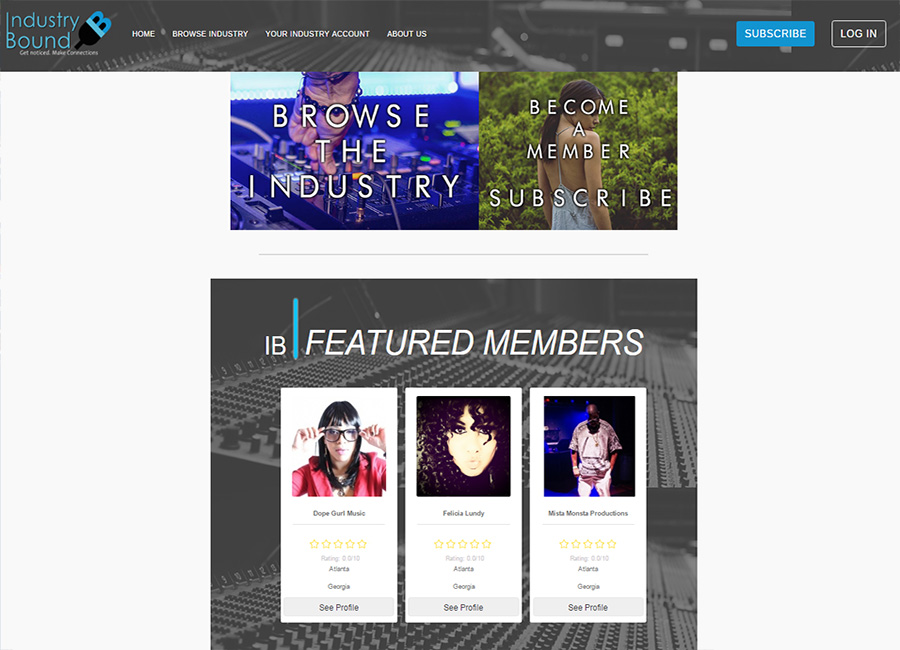 Industry
Bound
Get noticed. Make Connections
HOME BROWSE INDUSTRY YOUR INDUSTRY ACCOUNT ABOUT US
SUBSCRIBE LOG IN
BROWSE
THE
INDUSTRY
BECOME
A
MEMBER
SUBSCRIBE
IB FEATURED MEMBERS
Dope Gurl Music
Rating: 0.0/10
Atlanta
Georgia
See Profile
Felicia Lundy
Rating: 0.0/10
Atlanta
Georgia
See Profile
Mista Monsta Productions
Rating: 0.0/10
Atlanta
Georgia
See Profile